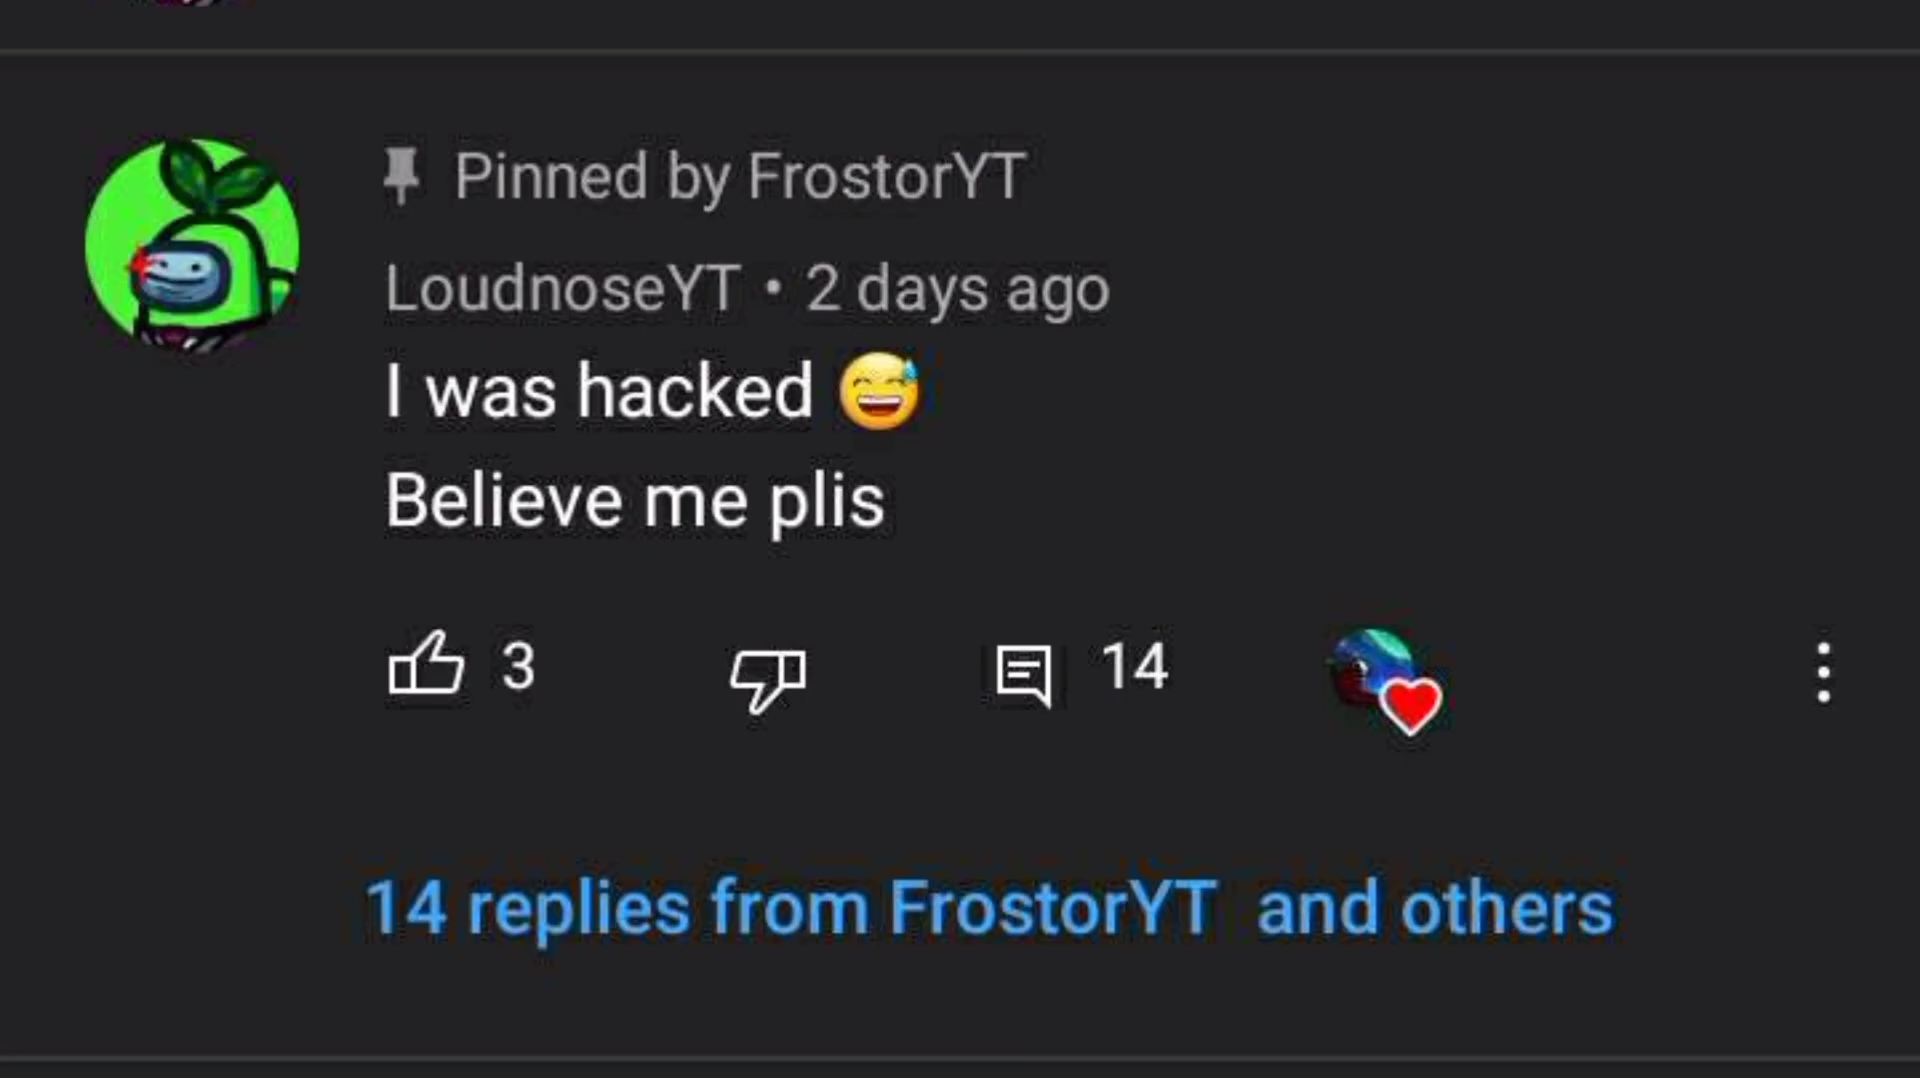 Pinned by FrostorYT
LoudnoseYT • 2 days ago
I was hacked 😅
Believe me plis
3 14
14 replies from FrostorYT and others